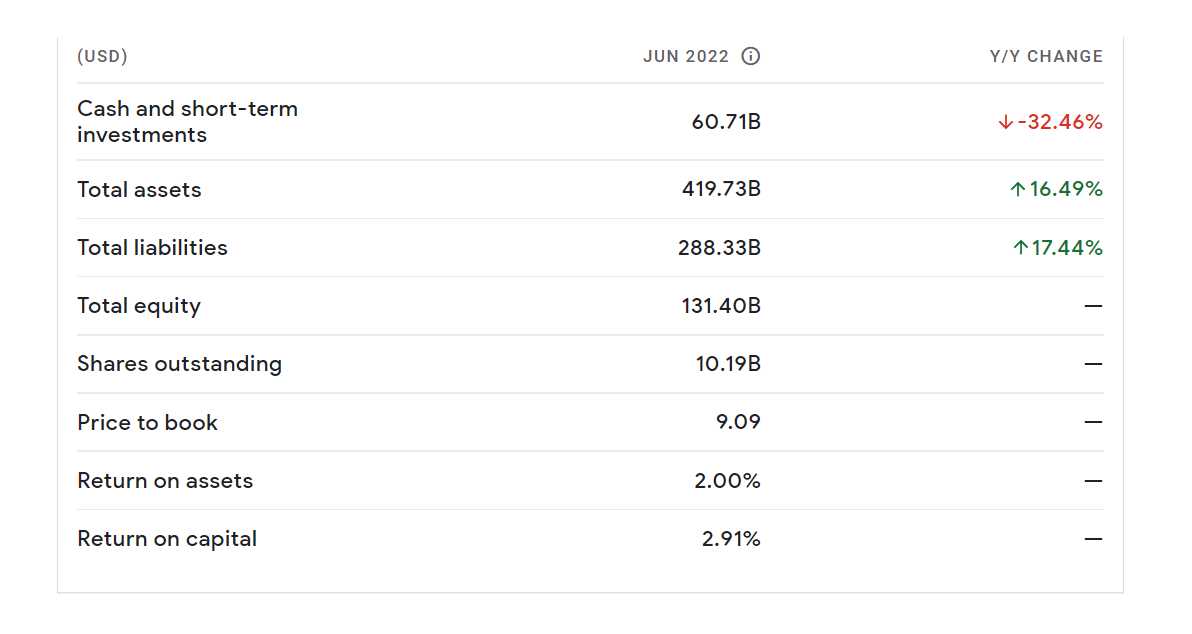 (USD) JUN 2022 Y/Y CHANGE
Cash and short-term
investments 60.71B ↓-32.46%
Total assets 419.73B ↑16.49%
Total liabilities 288.33B ↑17.44%
Total equity 131.40B —
Shares outstanding 10.19B —
Price to book 9.09 —
Return on assets 2.00% —
Return on capital 2.91% —